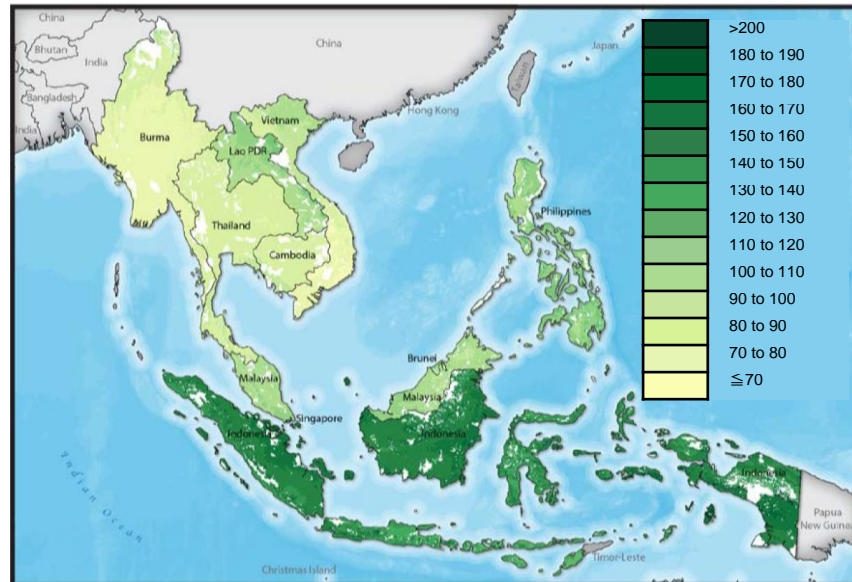 China
Bhutan
India
Bangladesh
India
China
Japan
Taiwan
Hong Kong
Burma
Vietnam
Lao PDR
Thailand
Cambodia
Philippines
Brunei
Malaysia
Malaysia
Singapore
Indonesia
Indonesia
Indonesia
Papua
New Guinea
Timor-Leste
Christmas Island
Indian Ocean
>200
180 to 190
170 to 180
160 to 170
150 to 160
140 to 150
130 to 140
120 to 130
110 to 120
100 to 110
90 to 100
80 to 90
70 to 80
≦70